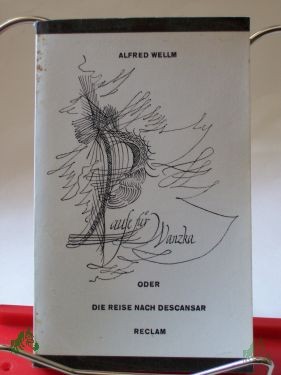 ALFRED WELLM
Pause für Wanzka
ODER
DIE REISE NACH DESCANSAR
RECLAM